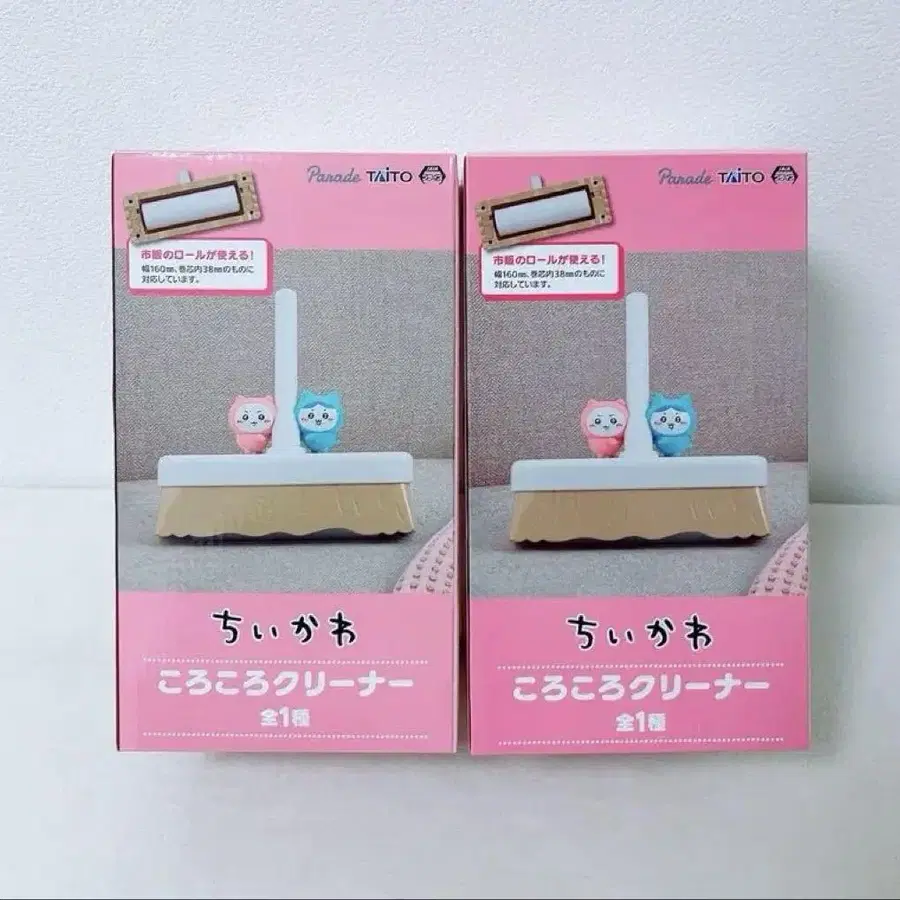 Parade TAITO
市販のロールが使える!
幅160㎜、巻芯内38㎜のものに
対応しています。
ちいかわ
ころころクリーナー
全1種
Parade TAITO
市販のロールが使える!
幅160㎜、巻芯内38㎜のものに
対応しています。
ちいかわ
ころころクリーナー
全1種